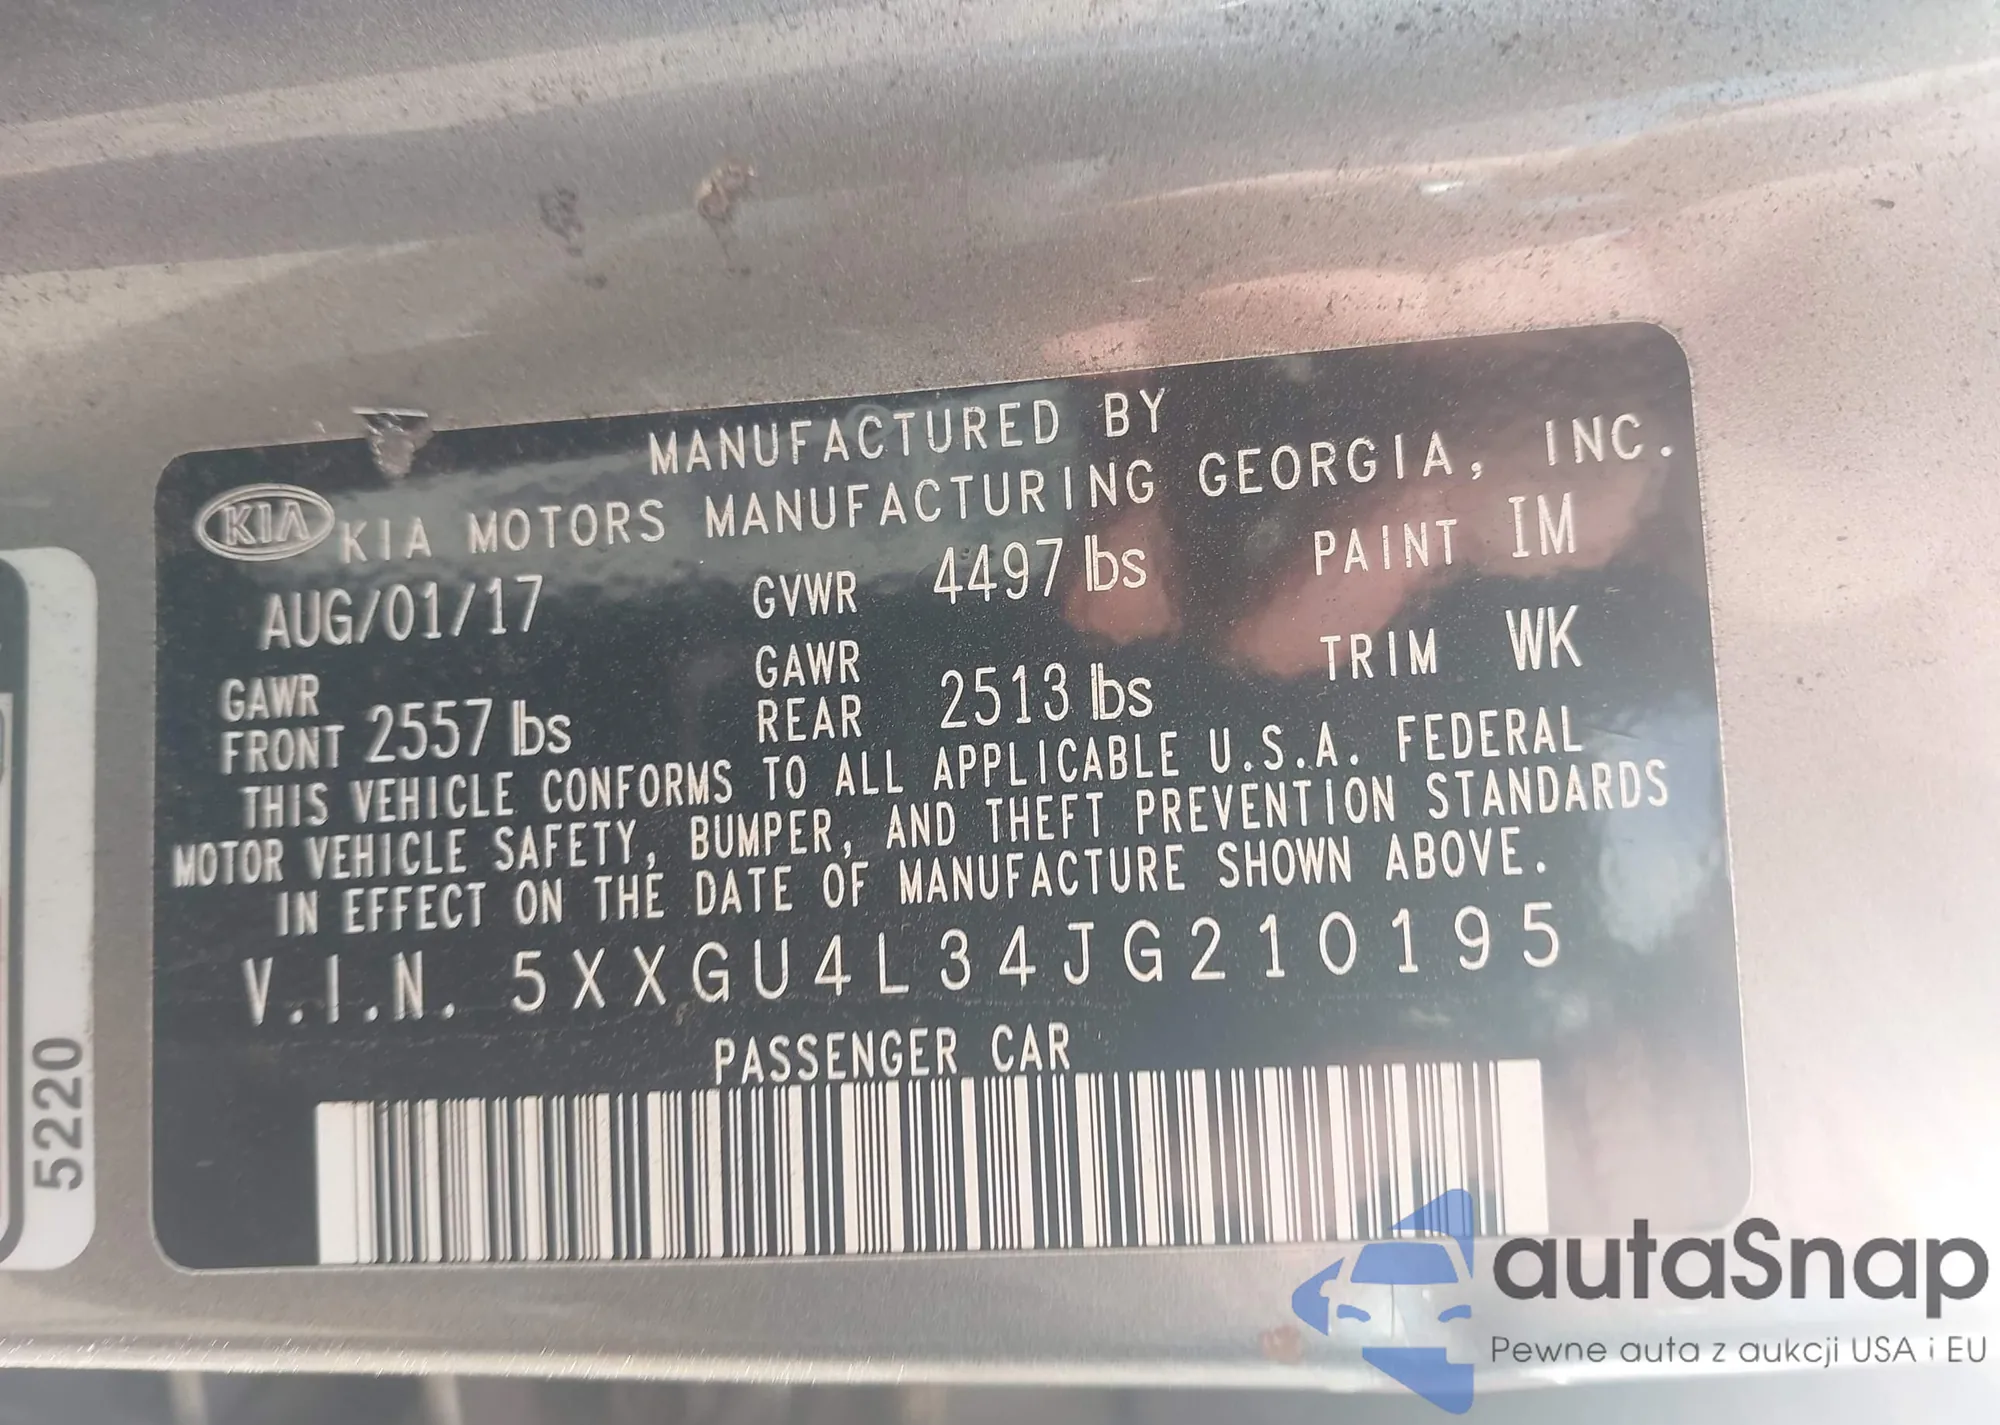 MANUFACTURED BY
KIA KIA MOTORS MANUFACTURING GEORGIA, INC.
AUG/01/17 GVWR 4497 lbs PAINT IM
GAWR FRONT 2557 lbs GAWR REAR 2513 lbs TRIM WK
THIS VEHICLE CONFORMS TO ALL APPLICABLE U.S.A. FEDERAL
MOTOR VEHICLE SAFETY, BUMPER, AND THEFT PREVENTION STANDARDS
IN EFFECT ON THE DATE OF MANUFACTURE SHOWN ABOVE.
V.I.N. 5XXGU4L34JG210195
PASSENGER CAR
5220
autaSnap
Pewne auta z aukcji USA i EU